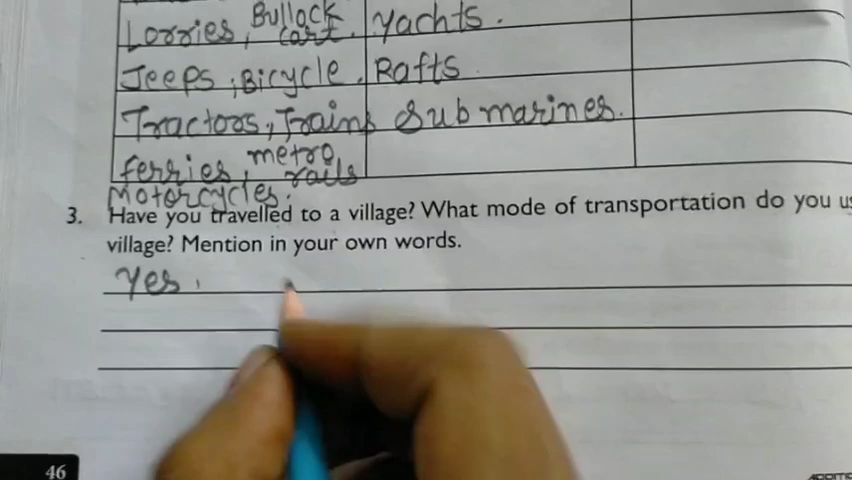 Lorries, Bullock cart. Yachts.
Jeeps, Bicycle. Rafts.
Tractors, Trains Submarines.
ferries, metro rails
Motorcycles.
3. Have you travelled to a village? What mode of transportation do you
village? Mention in your own words.
Yes,
46